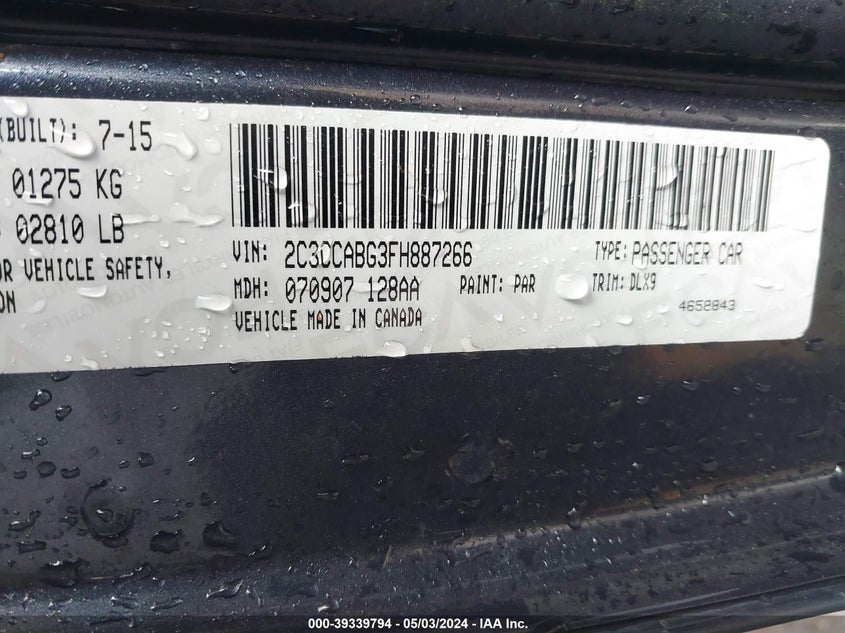 (BUILT): 7-15
01275 KG
02810 LB
OR VEHICLE SAFETY,
ON
VIN: 2C3CCABG3FH887266 TYPE: PASSENGER CAR
MDH: 070907 128AA PAINT: PAR TRIM: DLX9
VEHICLE MADE IN CANADA 4658843
000-39339794 - 05/03/2024 - IAA Inc.